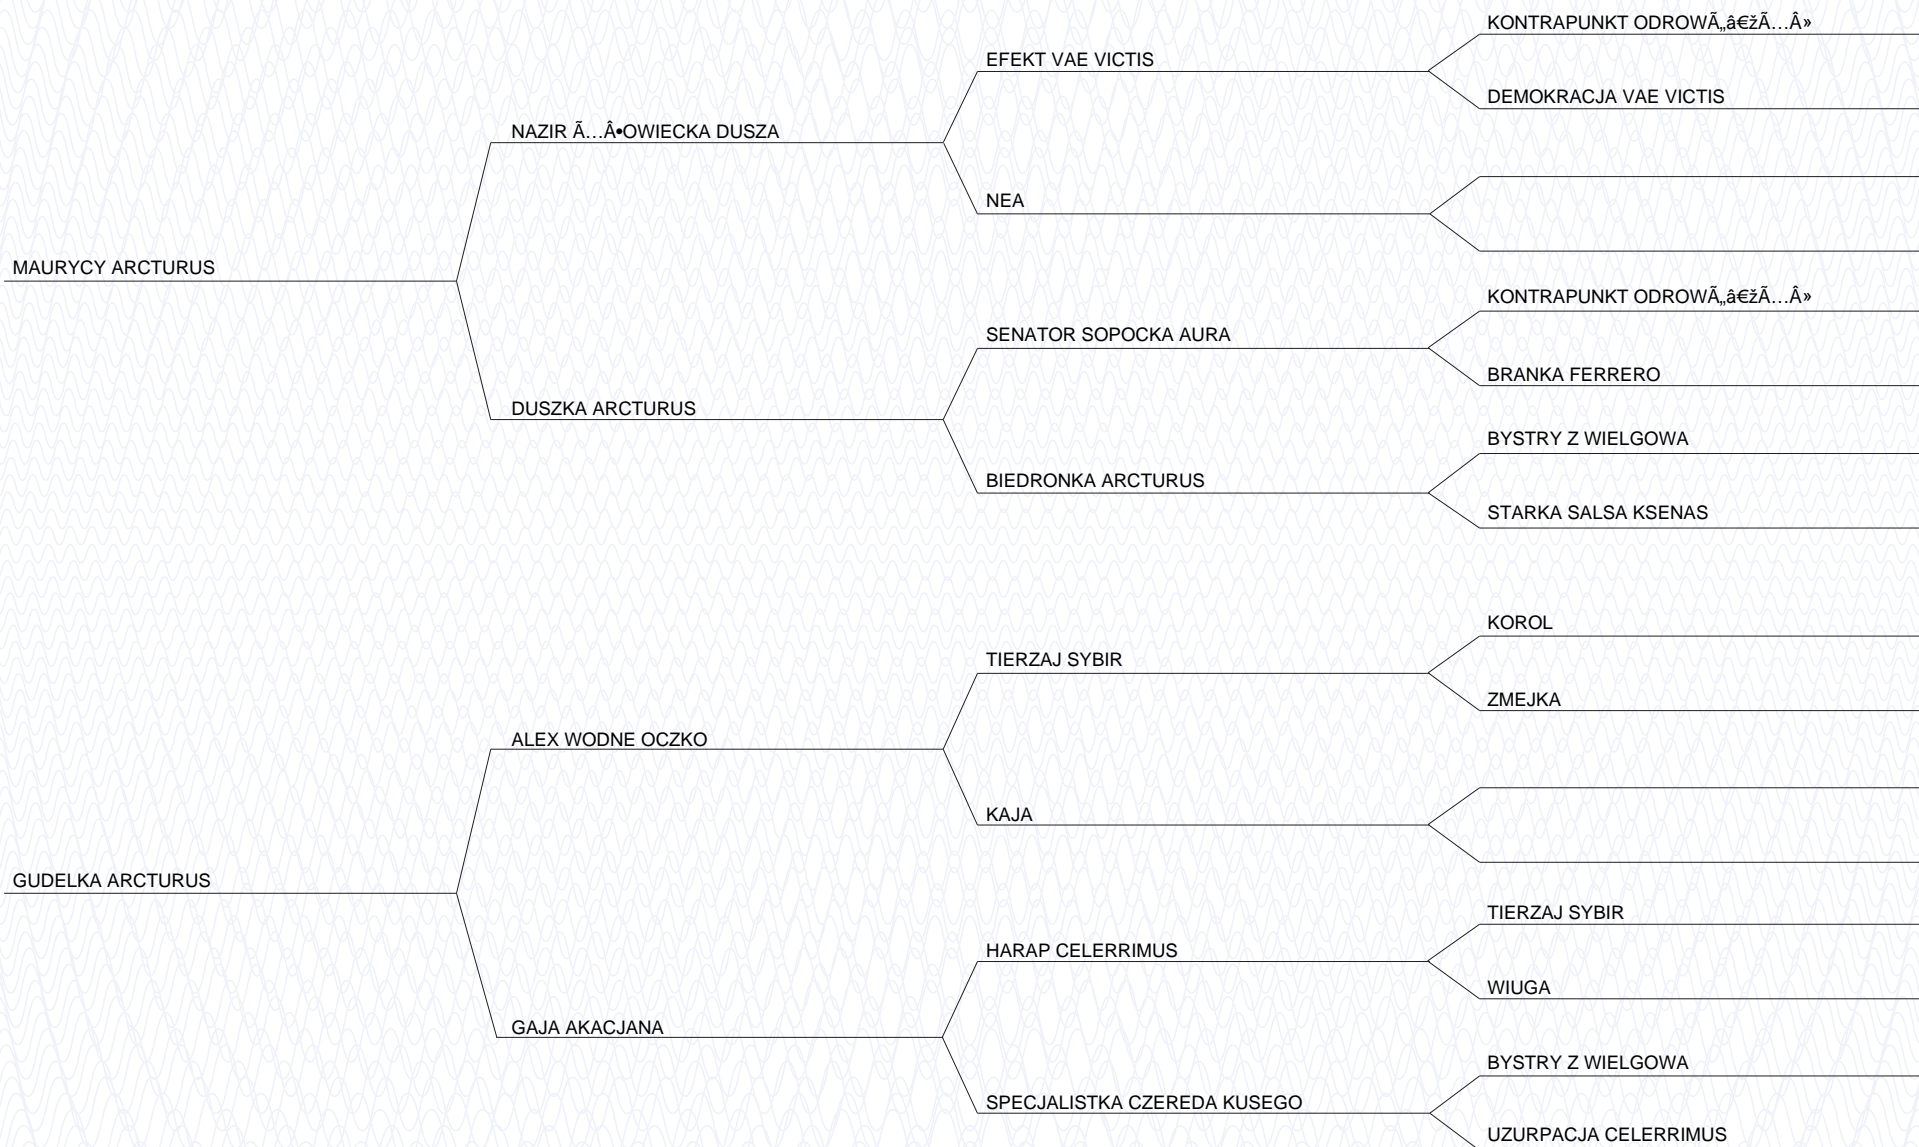 KONTRAPUNKT ODROWÃ„â€žÃ…Â»
EFEKT VAE VICTIS
DEMOKRACJA VAE VICTIS
NAZIR Ã…Â•OWIECKA DUSZA
NEA
MAURYCY ARCTURUS
KONTRAPUNKT ODROWÃ„â€žÃ…Â»
SENATOR SOPOCKA AURA
BRANKA FERRERO
DUSZKA ARCTURUS
BYSTRY Z WIELGOWA
BIEDRONKA ARCTURUS
STARKA SALSA KSENAS
KOROL
TIERZAJ SYBIR
ZMEJKA
ALEX WODNE OCZKO
KAJA
GUDELKA ARCTURUS
TIERZAJ SYBIR
HARAP CELERRIMUS
WIUGA
GAJA AKACJANA
BYSTRY Z WIELGOWA
SPECJALISTKA CZEREDA KUSEGO
UZURPACJA CELERRIMUS